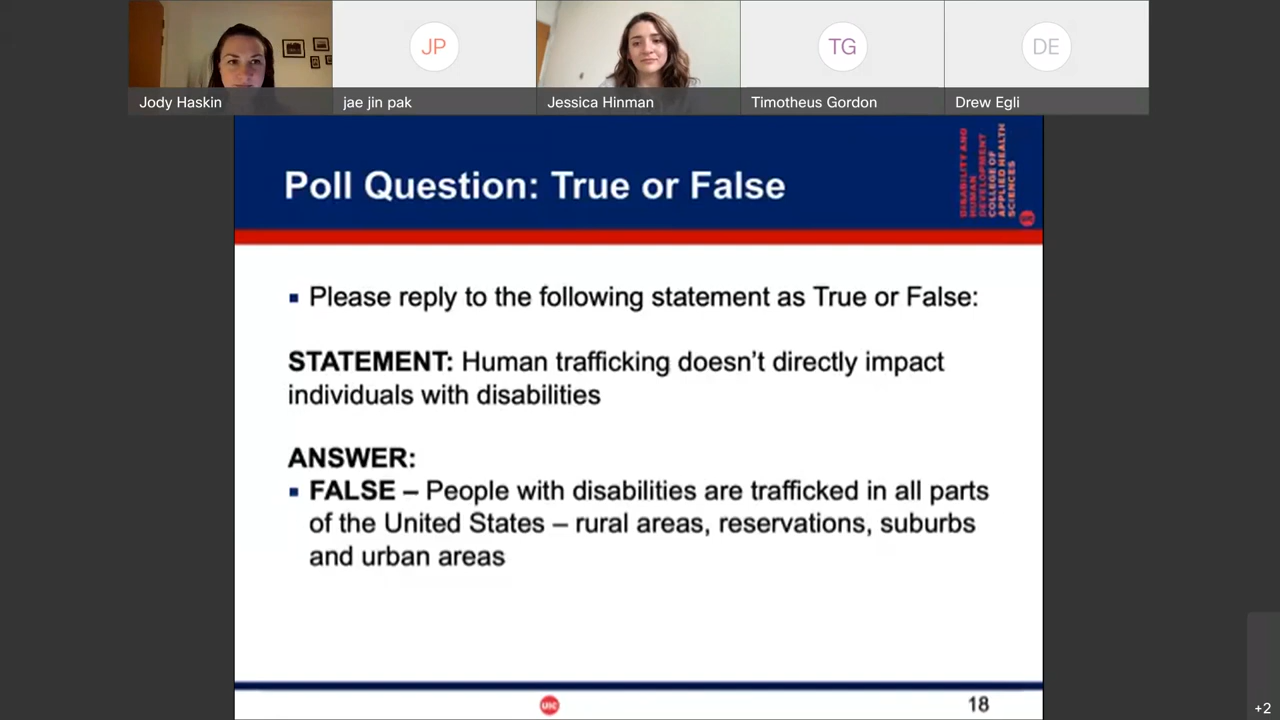 JP
TG
DE
Jody Haskin
jae jin pak
Jessica Hinman
Timotheus Gordon
Drew Egli
Poll Question: True or False
DISABILITY AND
HUMAN
DEVELOPMENT
COLLEGE OF
APPLIED HEALTH
SCIENCES
▪ Please reply to the following statement as True or False:
STATEMENT: Human trafficking doesn’t directly impact
individuals with disabilities
ANSWER:
▪ FALSE – People with disabilities are trafficked in all parts
of the United States – rural areas, reservations, suburbs
and urban areas
UIC
18
+2